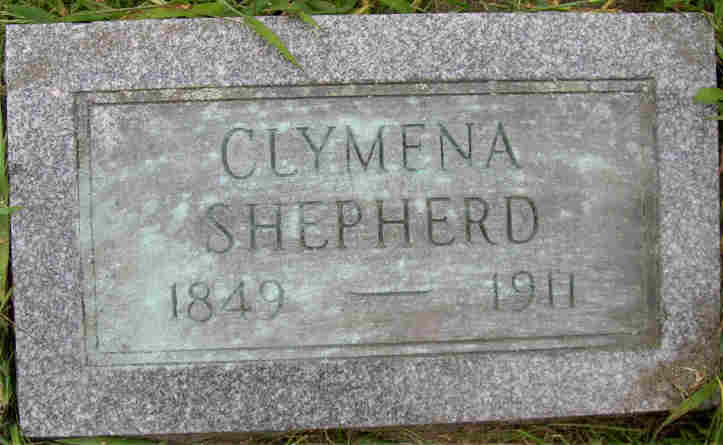 CLYMENA
SHEPHERD
1849 — 1911